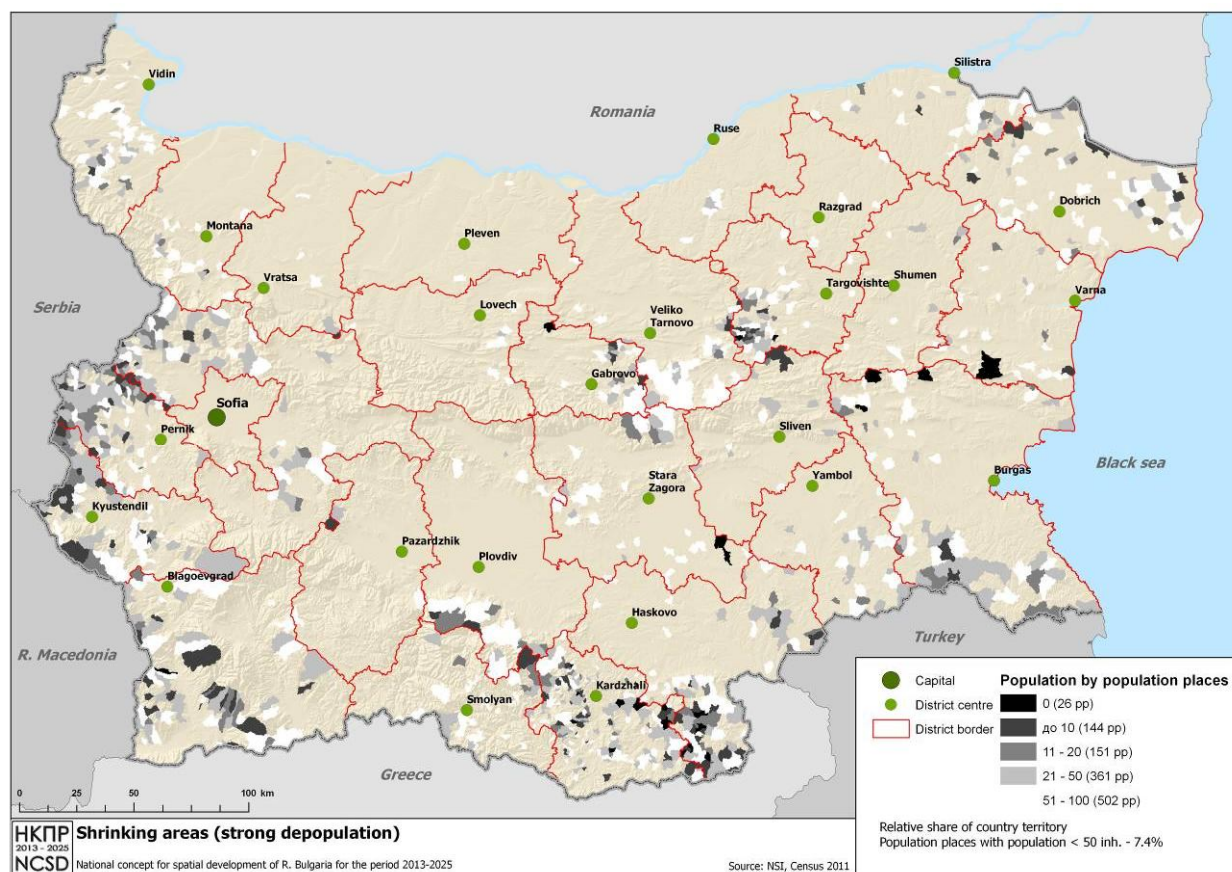 Vidin
Silistra
Romania
Ruse
Dobrich
Razgrad
Montana
Pleven
Vratsa
Targovishte
Shumen
Varna
Serbia
Lovech
Veliko
Tarnovo
Gabrovo
Sofia
Pernik
Sliven
Black sea
Stara
Zagora
Yambol
Burgas
Kyustendil
Pazardzhik
Plovdiv
Blagoevgrad
Haskovo
Turkey
R. Macedonia
Kardzhali
Smolyan
Greece
0 25 50 100 km
Capital
District centre
District border
Population by population places
0 (26 pp)
до 10 (144 pp)
11 - 20 (151 pp)
21 - 50 (361 pp)
51 - 100 (502 pp)
Relative share of country territory
Population places with population < 50 inh. - 7.4%
НКПР
2013 - 2025
NCSD
Shrinking areas (strong depopulation)
National concept for spatial development of R. Bulgaria for the period 2013-2025
Source: NSI, Census 2011